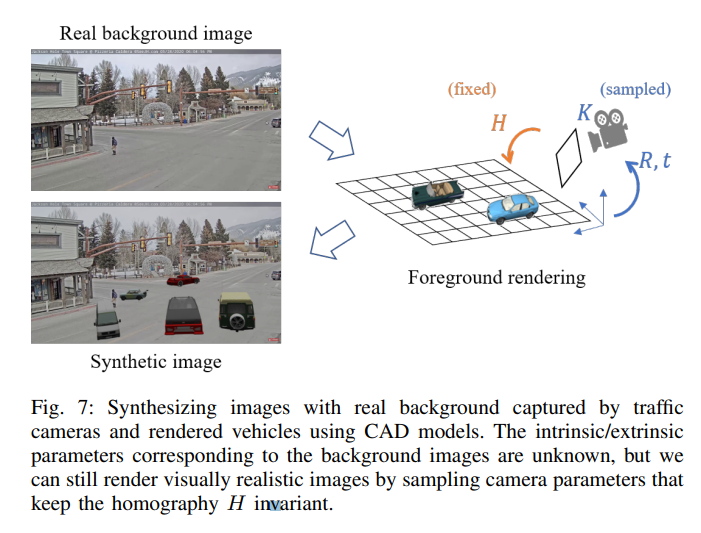 Real background image
(fixed)
(sampled)
H
K
R, t
Foreground rendering
Synthetic image
Fig. 7: Synthesizing images with real background captured by traffic
cameras and rendered vehicles using CAD models. The intrinsic/extrinsic
parameters corresponding to the background images are unknown, but we
can still render visually realistic images by sampling camera parameters that
keep the homography H invariant.